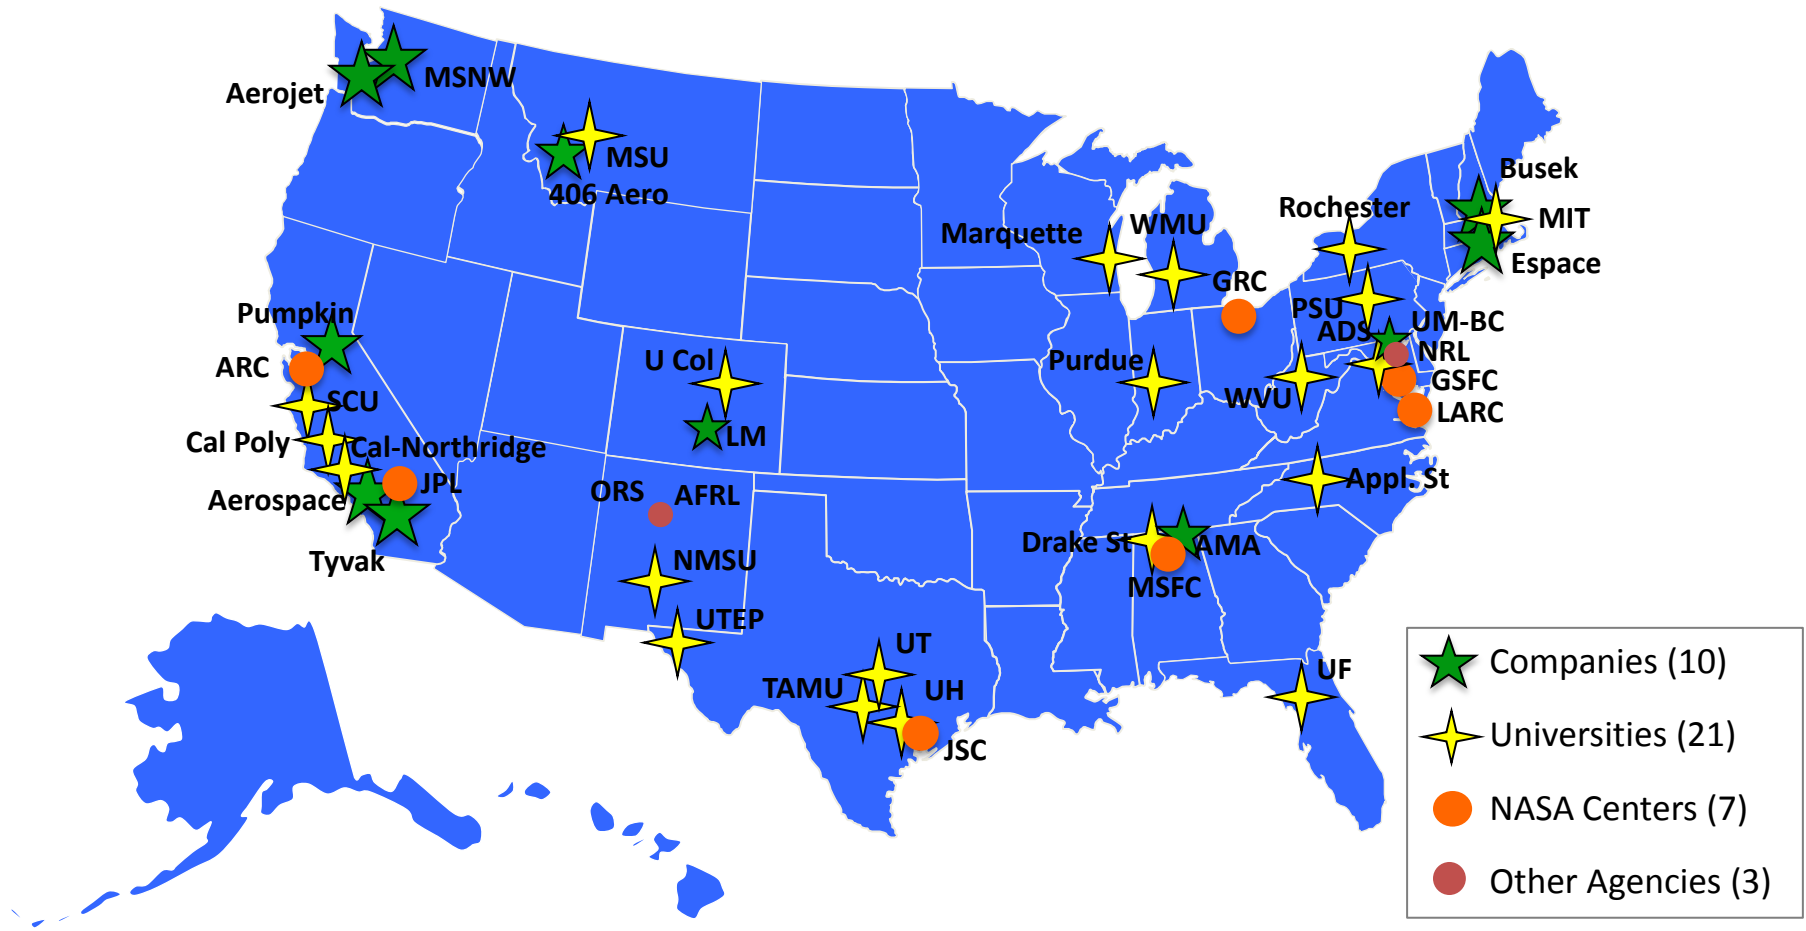 Aerojet
MSNW
MSU
406 Aero
Busek
Rochester
MIT
WMU
Marquette
Espace
GRC
Pumpkin
PSU
UM-BC
ADS
NRL
U Col
Purdue
ARC
GSFC
SCU
WVU
LARC
LM
Cal Poly
Cal-Northridge
Appl. St
JPL
ORS
AFRL
Aerospace
Drake St
AMA
Tyvak
NMSU
MSFC
UTEP
UT
UF
TAMU
UH
JSC
Companies (10)
Universities (21)
NASA Centers (7)
Other Agencies (3)